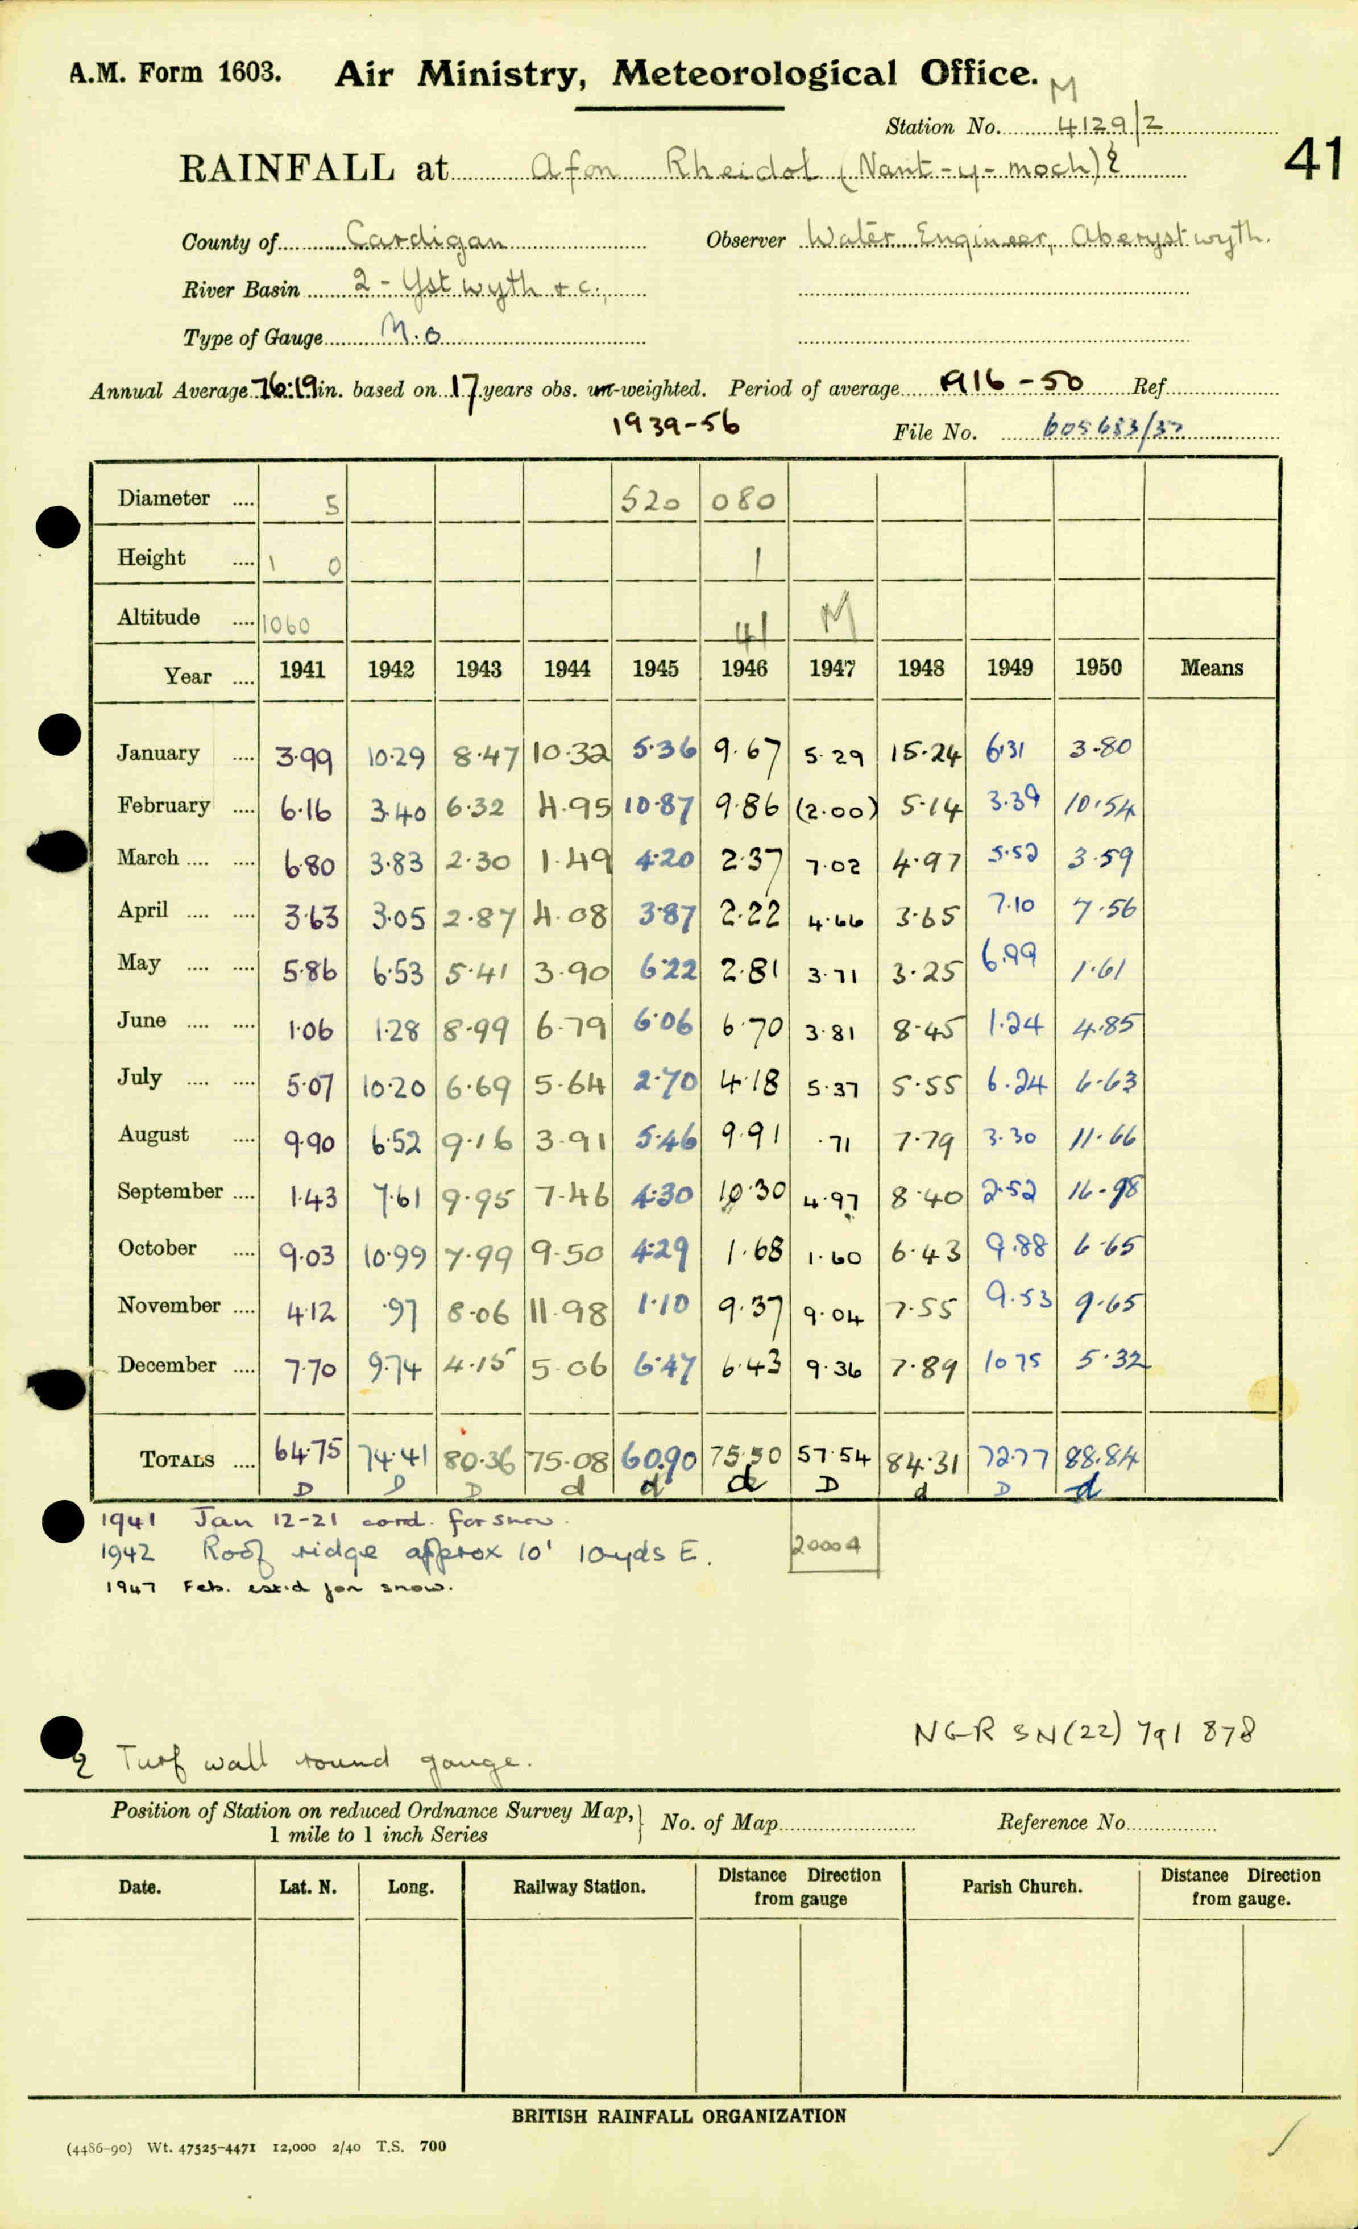 A.M. Form 1603. Air Ministry, Meteorological Office.
M
Station No. 4129/2
41
RAINFALL at Afon Rheidol (Nant-y-moch) §
County of Cardigan Observer Water Engineer, Aberystwyth.
River Basin 2 - Ystwyth & c.,
Type of Gauge M.O
Annual Average 76.19 in. based on 17 years obs. un-weighted. Period of average 1916-50 Ref
1939-56 File No. 605683/37
Diameter .... 5 520 080
Height .... 1 0 1
Altitude .... 1060 41 M
Year .... 1941 1942 1943 1944 1945 1946 1947 1948 1949 1950 Means
January .... 3.99 10.29 8.47 10.32 5.36 9.67 5.29 15.24 6.31 3.80
February .... 6.16 3.40 6.32 4.95 10.87 9.86 (2.00) 5.14 3.39 10.54
March .... .... 6.80 3.83 2.30 1.49 4.20 2.37 7.02 4.97 5.52 3.59
April .... .... 3.63 3.05 2.87 4.08 3.87 2.22 4.66 3.65 7.10 7.56
May .... .... 5.86 6.53 5.41 3.90 6.22 2.81 3.71 3.25 6.99 1.61
June .... .... 1.06 1.28 8.99 6.79 6.06 6.70 3.81 8.45 1.24 4.85
July .... .... 5.07 10.20 6.69 5.64 2.70 4.18 5.37 5.55 6.24 6.63
August .... 9.90 6.52 9.16 3.91 5.46 9.91 .71 7.79 3.30 11.66
September .... 1.43 7.61 9.95 7.46 4.30 10.30 4.97 8.40 2.52 16.98
October .... 9.03 10.99 7.99 9.50 4.29 1.68 1.60 6.43 9.88 6.65
November .... 4.12 .97 8.06 11.98 1.10 9.37 9.04 7.55 9.53 9.65
December .... 7.70 9.74 4.15 5.06 6.47 6.43 9.36 7.89 10 75 5.32
TOTALS .... 64.75 74.41 80.36 75.08 60.90 75.50 57.54 84.31 72.77 88.84
D D D d d d D d D d
1941 Jan 12-21 cord. for snow.
1942 Roof ridge approx 10' 10yds E. 20004
1947 Feb. est.d for snow.
NGR SN(22) 791 878
§ Turf wall round gauge.
Position of Station on reduced Ordnance Survey Map, } No. of Map Reference No.
1 mile to 1 inch Series
Date. Lat. N. Long. Railway Station. Distance Direction from gauge Parish Church. Distance Direction from gauge.
BRITISH RAINFALL ORGANIZATION
(4486-90) Wt. 47525-4471 12,000 2/40 T.S. 700